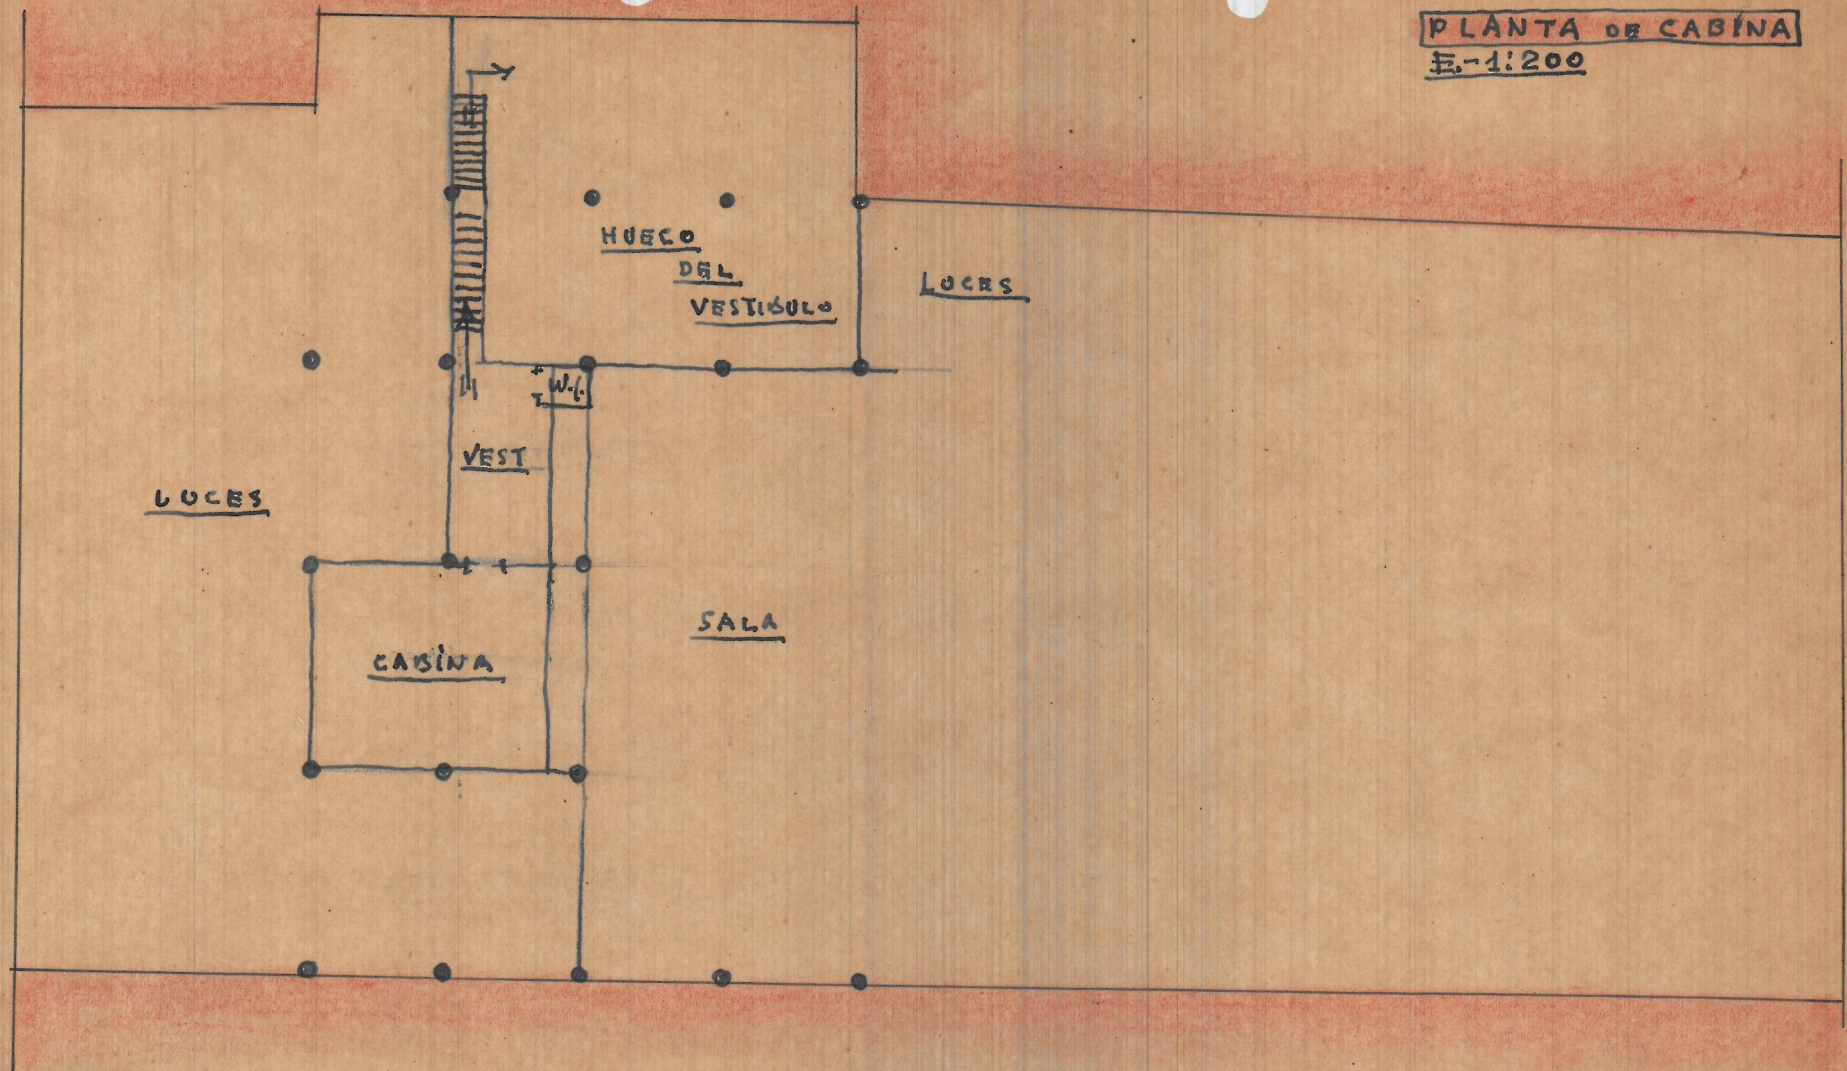 PLANTA DE CABINA
E.-1:200
HUECO
DEL
VESTIBULO
LUCES
W.C.
VEST
LUCES
SALA
CABINA